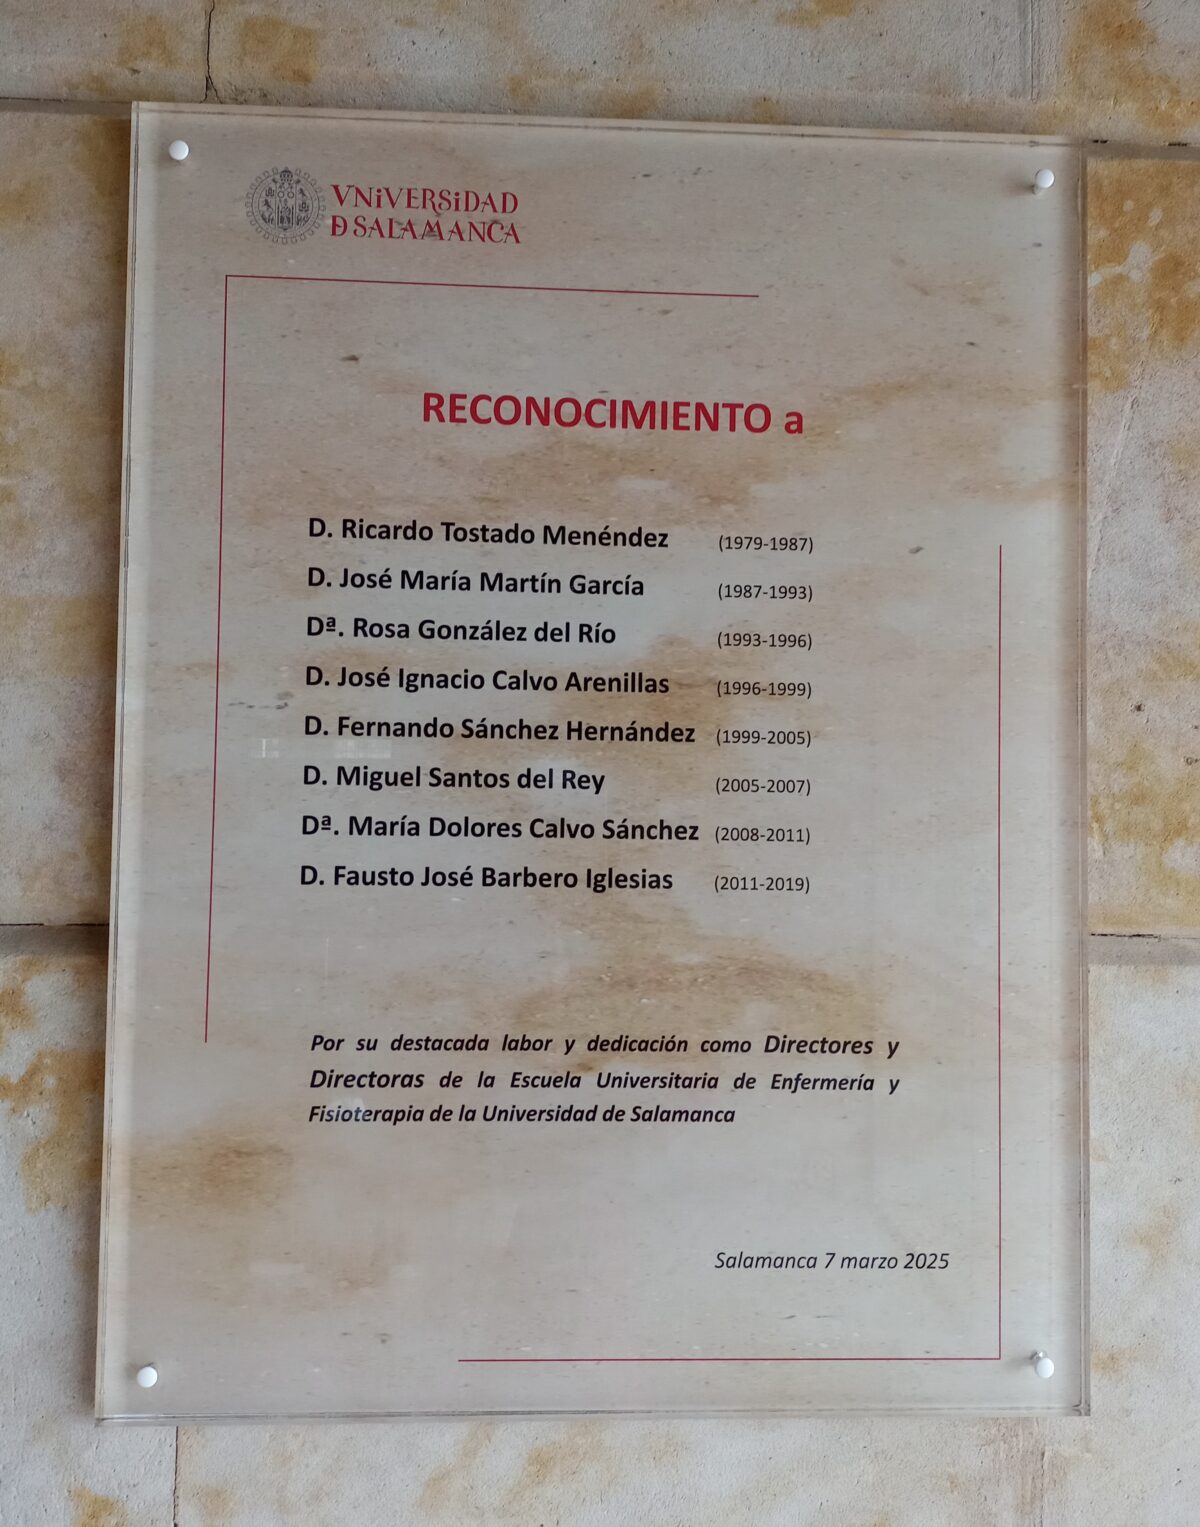 VNiVERSiDAD
D SALAMANCA
RECONOCIMIENTO a
D. Ricardo Tostado Menéndez (1979-1987)
D. José María Martín García (1987-1993)
Dª. Rosa González del Río (1993-1996)
D. José Ignacio Calvo Arenillas (1996-1999)
D. Fernando Sánchez Hernández (1999-2005)
D. Miguel Santos del Rey (2005-2007)
Dª. María Dolores Calvo Sánchez (2008-2011)
D. Fausto José Barbero Iglesias (2011-2019)
Por su destacada labor y dedicación como Directores y
Directoras de la Escuela Universitaria de Enfermería y
Fisioterapia de la Universidad de Salamanca
Salamanca 7 marzo 2025